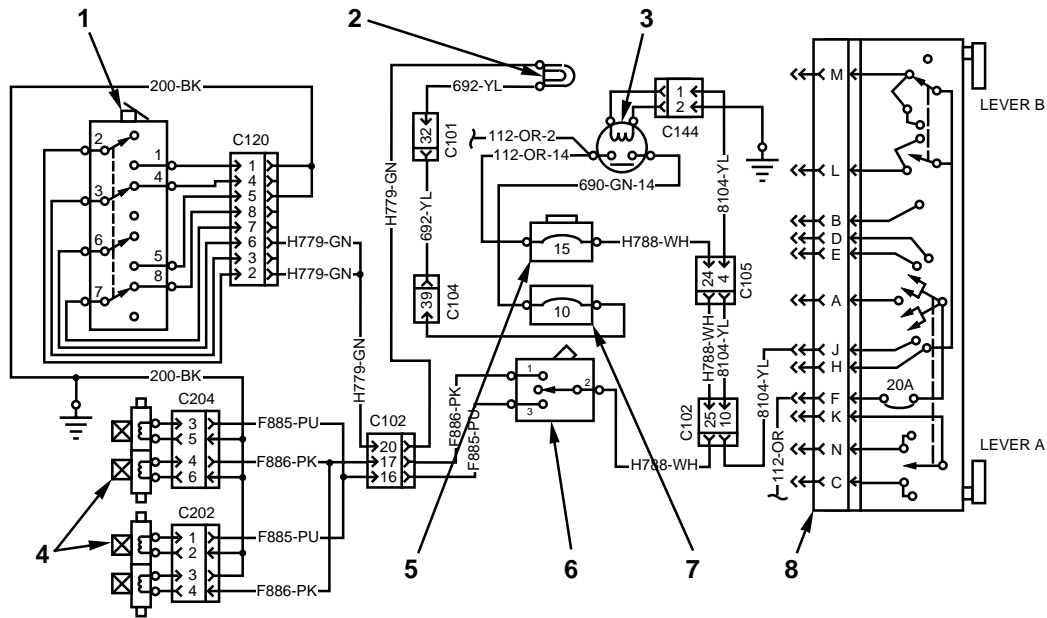 1
2
3
200-BK
692-YL
C120
C101
32
C144
1
2
112-OR-2
112-OR-14
690-GN-14
H779-GN
692-YL
8104-YL
2
3
6
7
1
4
5
8
1
4
5
8
7
6
3
2
H779-GN
H779-GN
15
H788-WH
24
4
C105
39
C104
10
H779-GN
H788-WH
8104-YL
8104-YL
1
2
3
C102
25
10
H788-WH
200-BK
C204
3
5
4
6
F885-PU
F886-PK
C102
20
17
16
F886-PK
F885-PU
C202
1
2
3
4
F885-PU
F886-PK
4
5
6
7
8
M
L
B
D
E
A
J
H
F
K
N
C
20A
112-OR
LEVER B
LEVER A